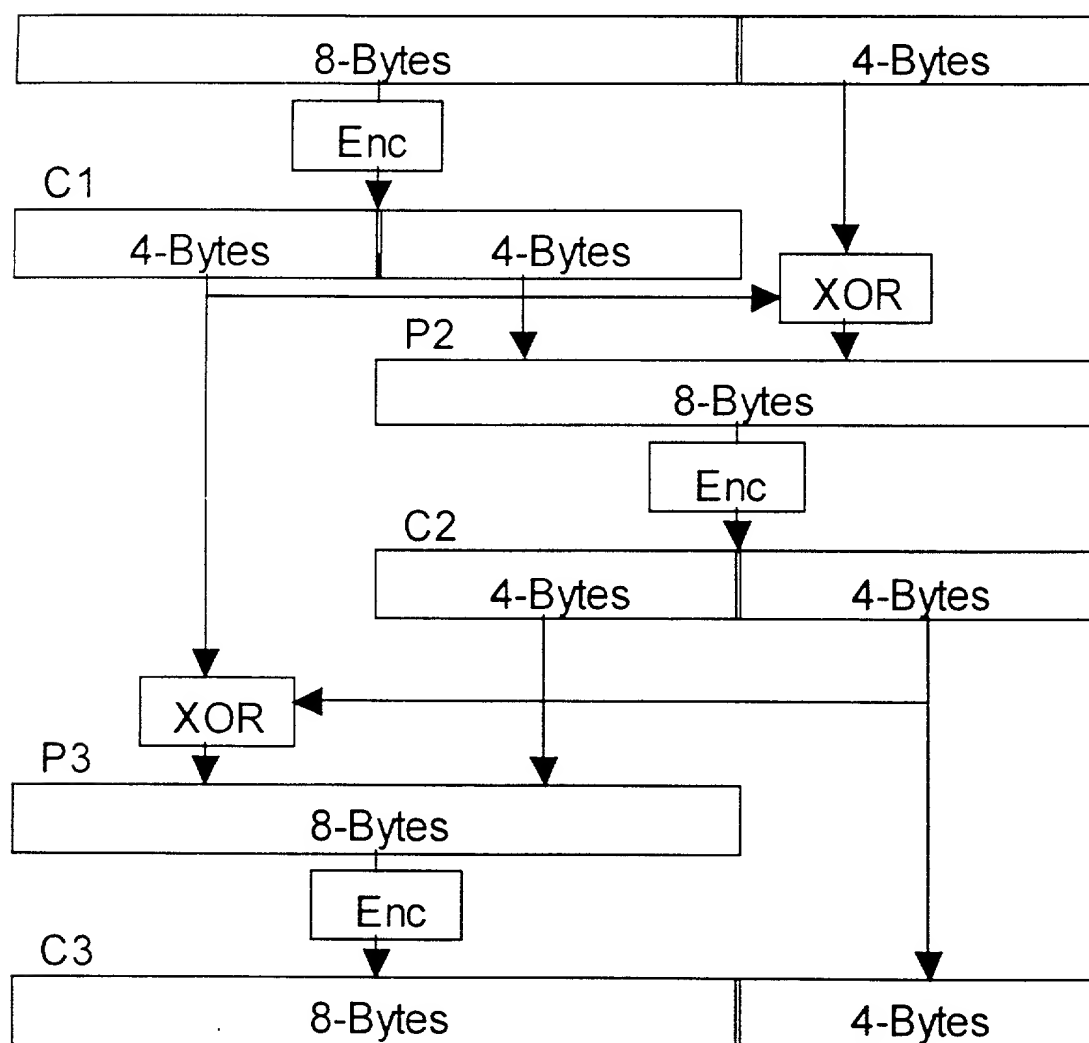 8-Bytes 4-Bytes
Enc
C1
4-Bytes 4-Bytes
XOR
P2
8-Bytes
Enc
C2
4-Bytes 4-Bytes
XOR
P3
8-Bytes
Enc
C3
8-Bytes 4-Bytes